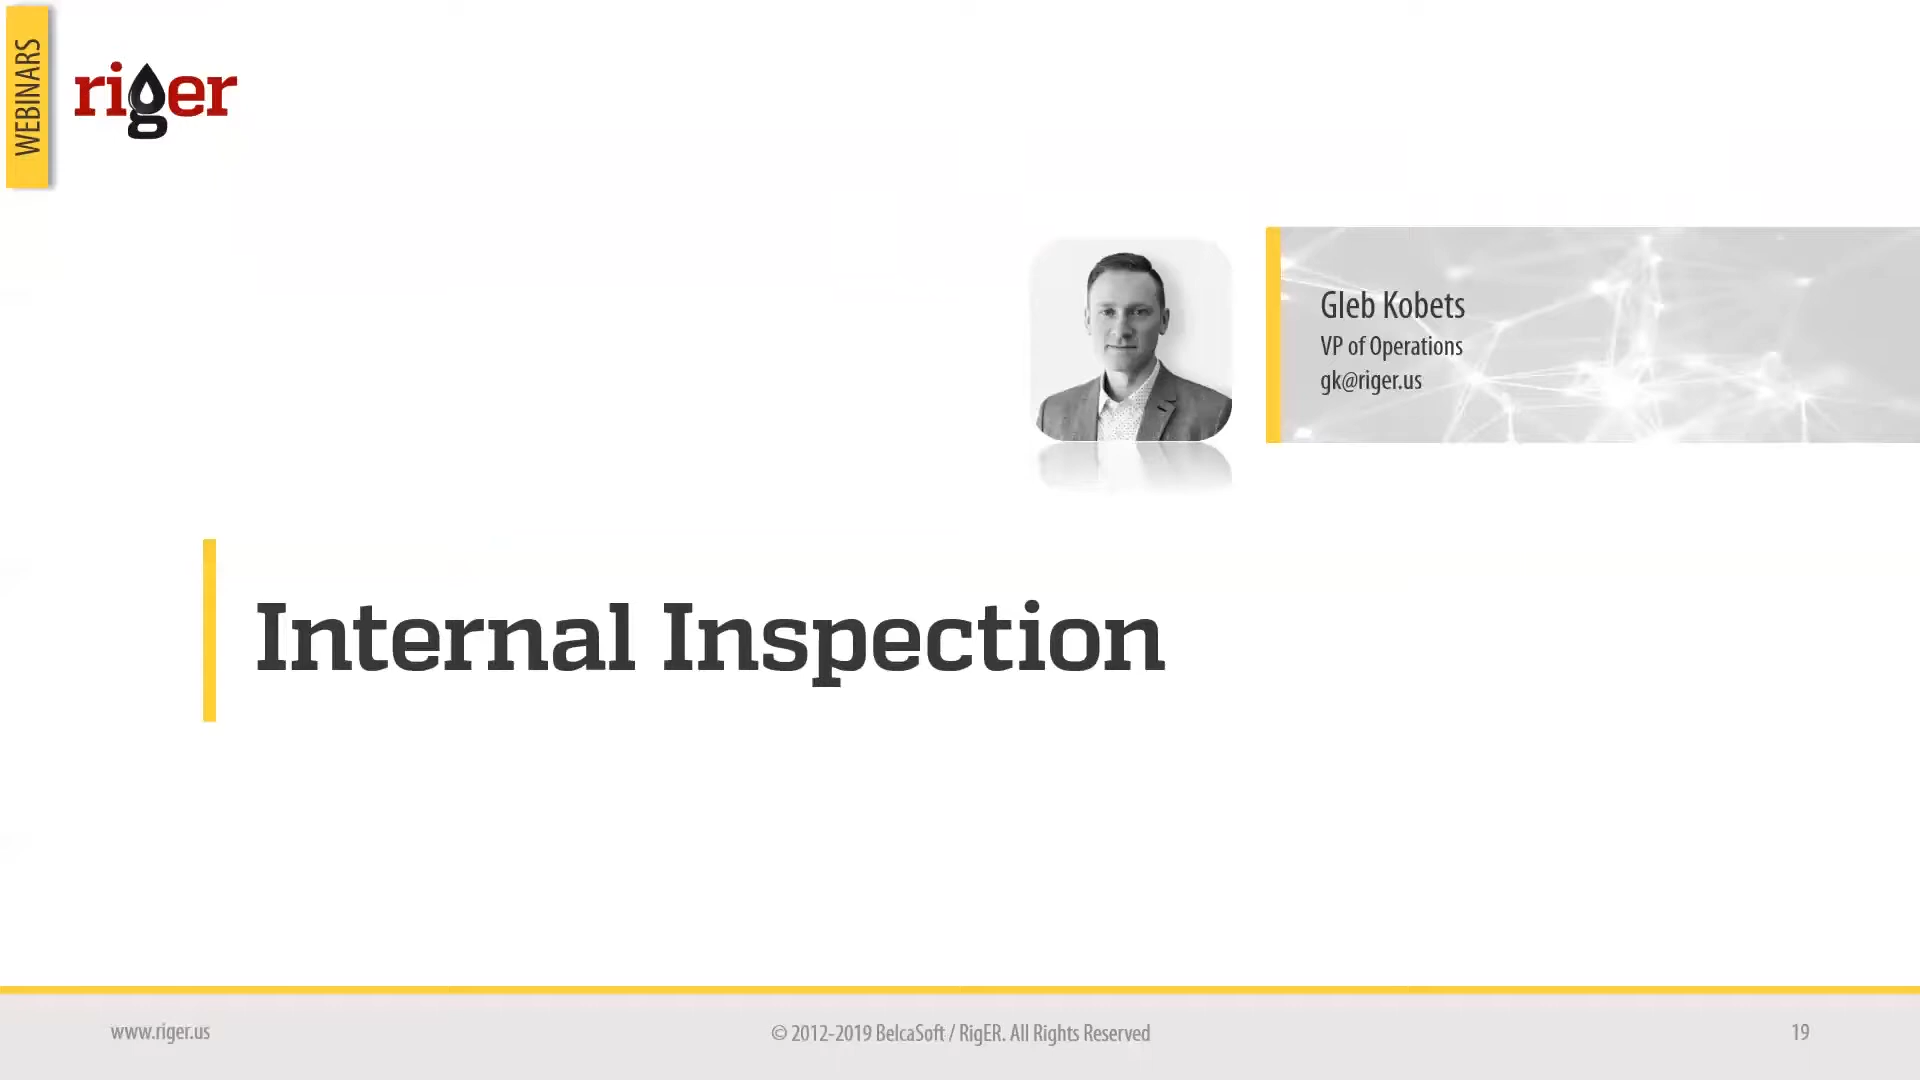 WEBINARS
riger
Gleb Kobets
VP of Operations
gk@riger.us
Internal Inspection
www.riger.us
© 2012-2019 BelcaSoft / RigER. All Rights Reserved
19